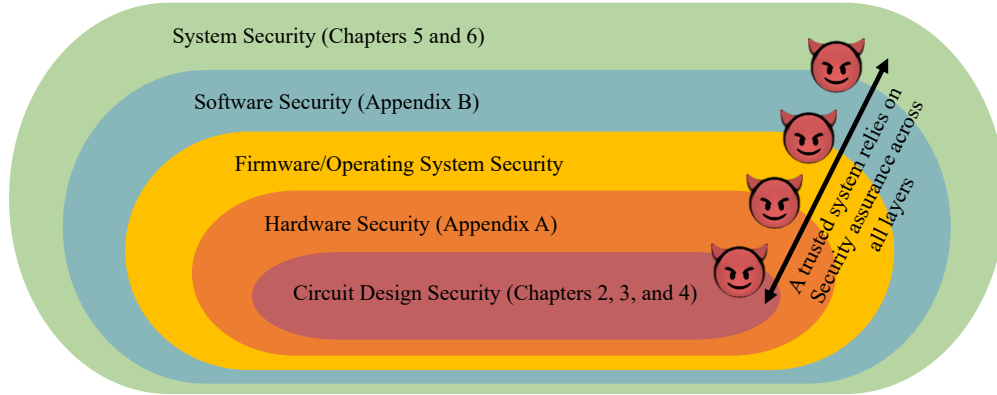 System Security (Chapters 5 and 6)
Software Security (Appendix B)
Firmware/Operating System Security
Hardware Security (Appendix A)
Circuit Design Security (Chapters 2, 3, and 4)
A trusted system relies on
Security assurance across
all layers